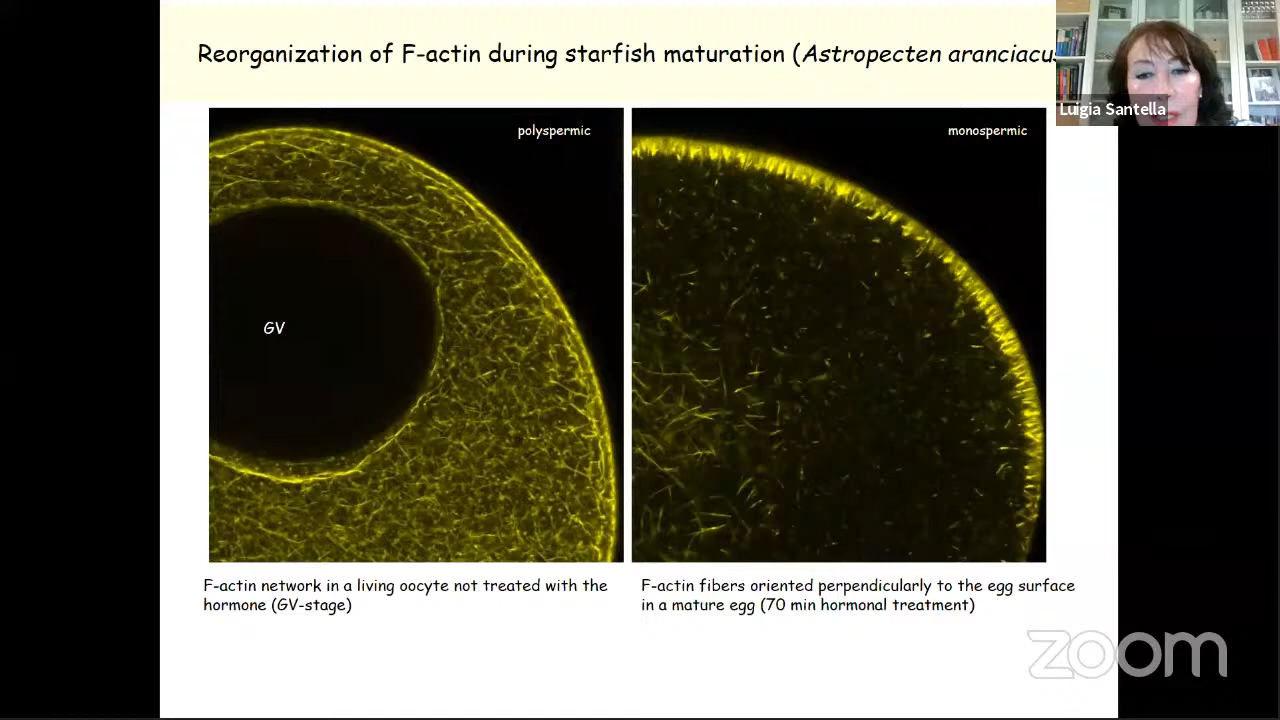 Reorganization of F-actin during starfish maturation (Astropecten aranciacus
Luigia Santella
polyspermic
monospermic
GV
F-actin network in a living oocyte not treated with the
hormone (GV-stage)
F-actin fibers oriented perpendicularly to the egg surface
in a mature egg (70 min hormonal treatment)
zoom